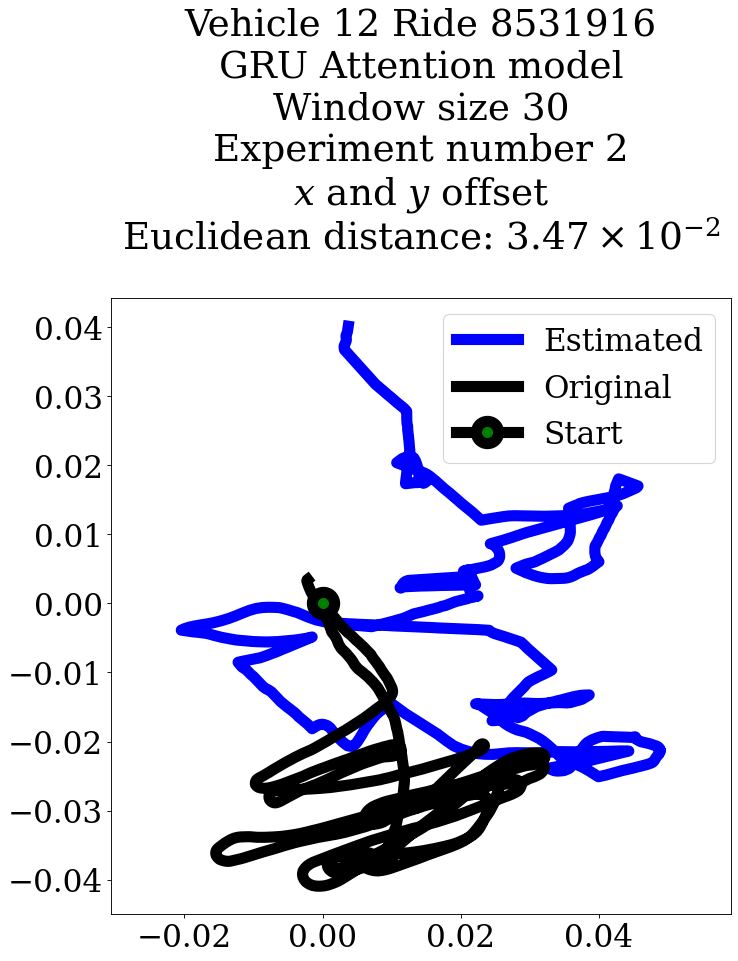 Vehicle 12 Ride 8531916
GRU Attention model
Window size 30
Experiment number 2
x and y offset
Euclidean distance: 3.47 × 10⁻²
Estimated
Original
Start
0.04
0.03
0.02
0.01
0.00
−0.01
−0.02
−0.03
−0.04
−0.02 0.00 0.02 0.04